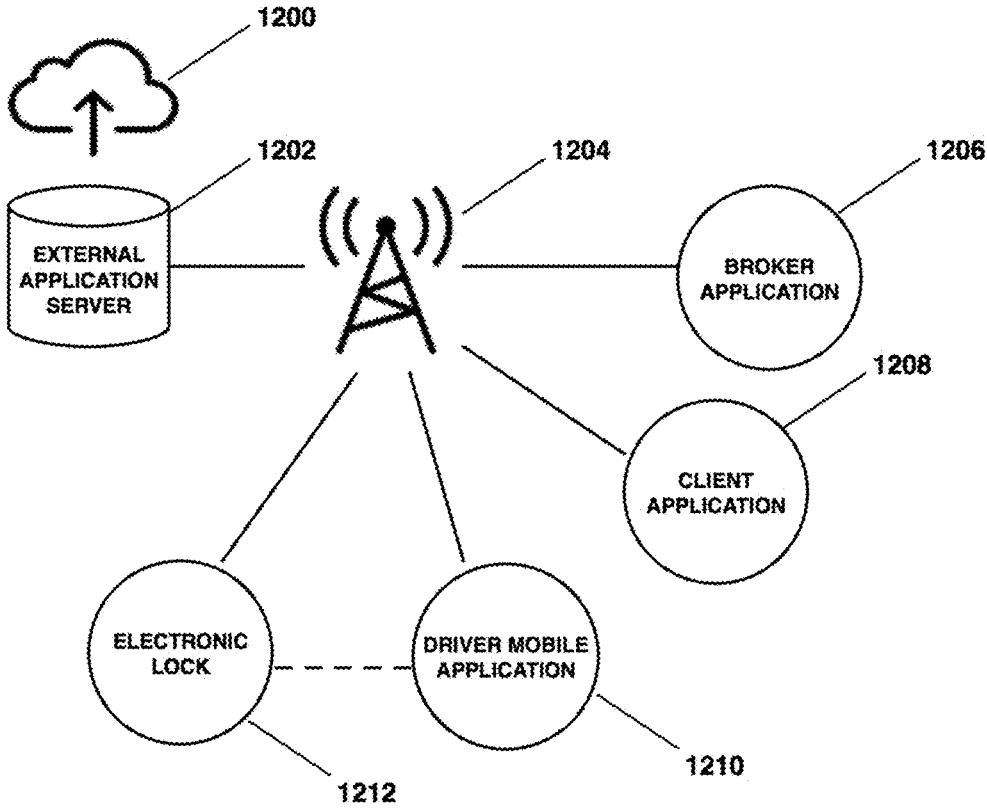 1200
1202
1204
1206
EXTERNAL
APPLICATION
SERVER
BROKER
APPLICATION
1208
CLIENT
APPLICATION
ELECTRONIC
LOCK
DRIVER MOBILE
APPLICATION
1210
1212